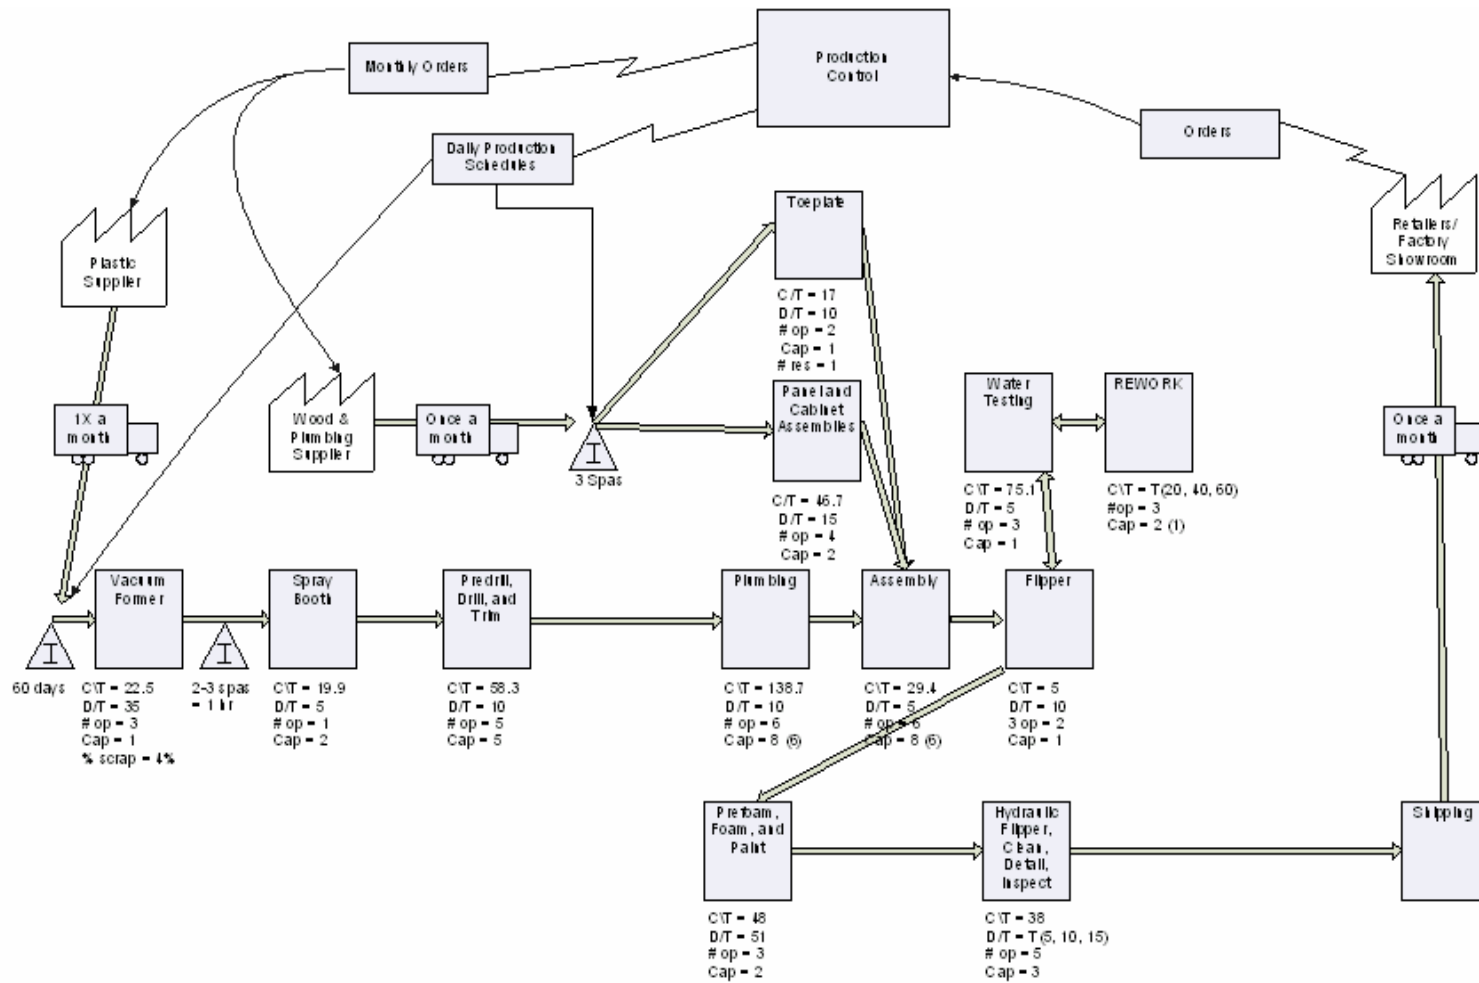 Monthly Orders
Production
Control
Orders
Daily Production
Schedules
Toeplate
C/T = 17
D/T = 10
# op = 2
Cap = 1
# res = 1
Retailers/
Factory
Showroom
Plastic
Supplier
1X a
month
Wood &
Plumbing
Supplier
Once a
month
I
3 Spas
Panel and
Cabinet
Assemblies
C/T = 46.7
D/T = 15
# op = 4
Cap = 2
Water
Testing
C\T = 75.1
D/T = 5
# op = 3
Cap = 1
REWORK
C\T = T(20, 40, 60)
#op = 3
Cap = 2 (1)
Once a
month
I
60 days
Vacuum
Former
C\T = 22.5
D/T = 35
# op = 3
Cap = 1
% scrap = 4%
I
2-3 spas
= 1 hr
Spray
Booth
C\T = 19.9
D/T = 5
# op = 1
Cap = 2
Predrill,
Drill, and
Trim
C\T = 58.3
D/T = 10
# op = 5
Cap = 5
Plumbing
C\T = 138.7
D/T = 10
# op = 6
Cap = 8 (6)
Assembly
C\T = 29.4
D/T = 5
# op = 6
Cap = 8 (6)
Flipper
C\T = 5
D/T = 10
3 op = 2
Cap = 1
Prefoam,
Foam, and
Paint
C\T = 48
D/T = 51
# op = 3
Cap = 2
Hydraulic
Flipper,
Clean,
Detail,
Inspect
C\T = 38
D/T = T(5, 10, 15)
# op = 5
Cap = 3
Shipping